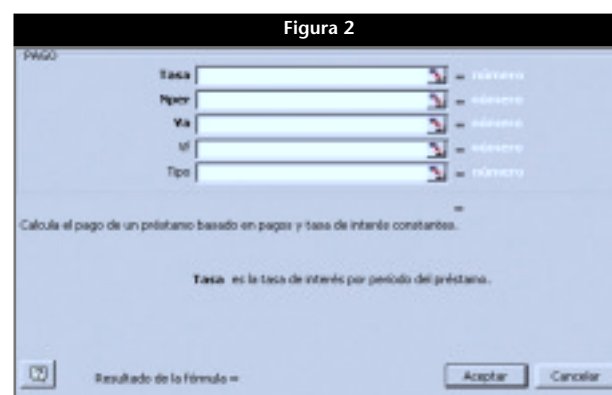 Figura 2
PAGO
Tasa = número
Nper = número
Va = número
Vf = número
Tipo = número
=
Calcula el pago de un préstamo basado en pagos y tasa de interés constantes.
Tasa es la tasa de interés por período del préstamo.
Resultado de la fórmula =
Aceptar Cancelar